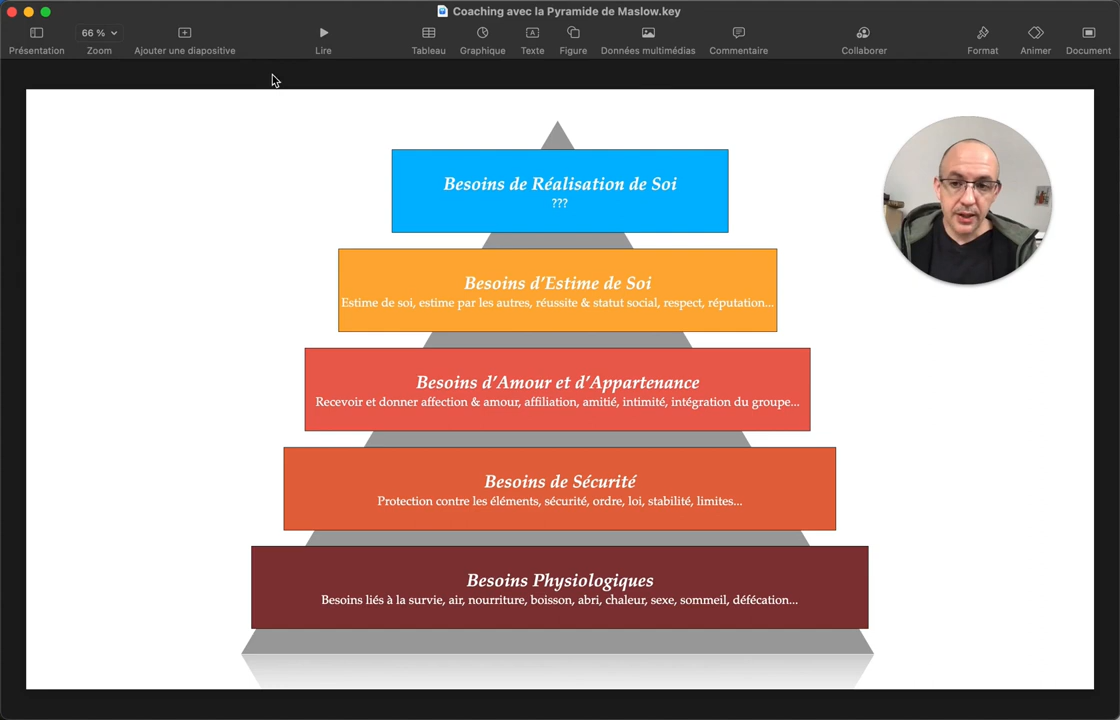 Coaching avec la Pyramide de Maslow.key
Présentation
66 %
Zoom
Ajouter une diapositive
Lire
Tableau
Graphique
Texte
Figure
Données multimédias
Commentaire
Collaborer
Format
Animer
Document
Besoins de Réalisation de Soi
???
Besoins d’Estime de Soi
Estime de soi, estime par les autres, réussite & statut social, respect, réputation...
Besoins d’Amour et d’Appartenance
Recevoir et donner affection & amour, affiliation, amitié, intimité, intégration du groupe...
Besoins de Sécurité
Protection contre les éléments, sécurité, ordre, loi, stabilité, limites...
Besoins Physiologiques
Besoins liés à la survie, air, nourriture, boisson, abri, chaleur, sexe, sommeil, défécation...